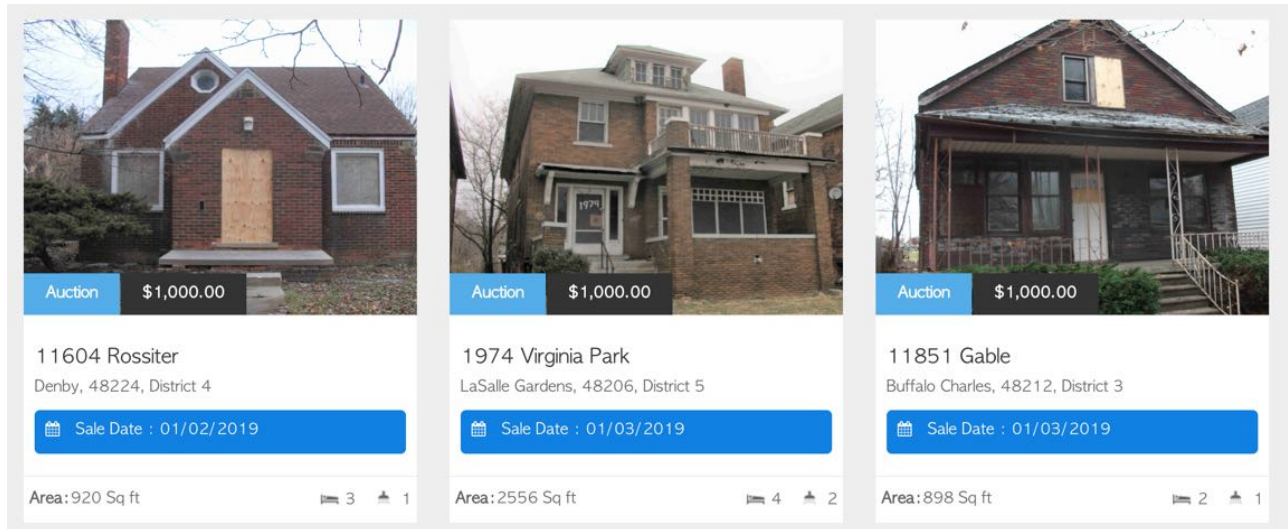 1974
Auction $1,000.00
11604 Rossiter
Denby, 48224, District 4
Sale Date : 01/02/2019
Area: 920 Sq ft 3 1
Auction $1,000.00
1974 Virginia Park
LaSalle Gardens, 48206, District 5
Sale Date : 01/03/2019
Area: 2556 Sq ft 4 2
Auction $1,000.00
11851 Gable
Buffalo Charles, 48212, District 3
Sale Date : 01/03/2019
Area: 898 Sq ft 2 1